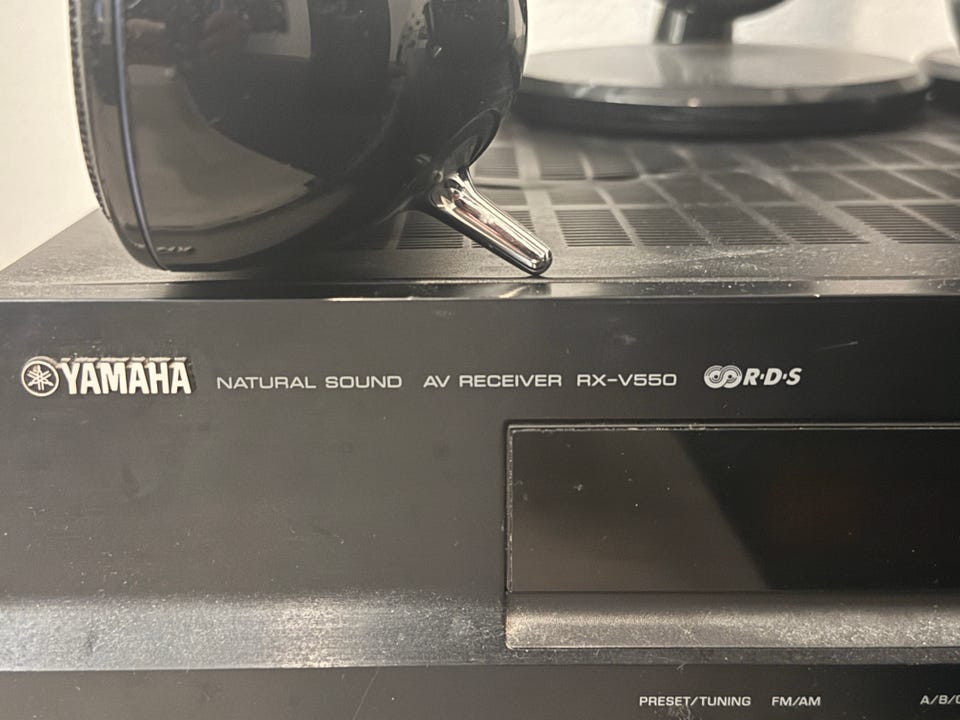 YAMAHA NATURAL SOUND AV RECEIVER RX-V550 R·D·S
PRESET/TUNING FM/AM A/B/